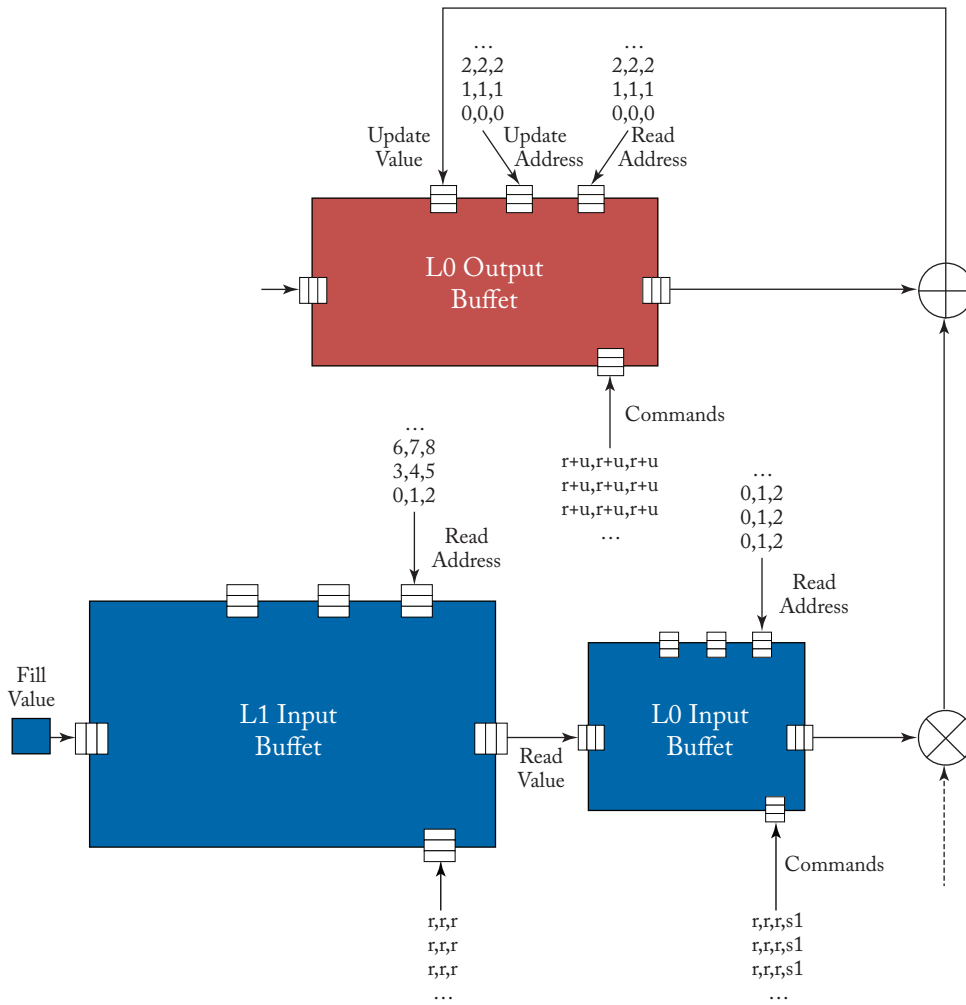 …
2,2,2
1,1,1
0,0,0
…
2,2,2
1,1,1
0,0,0
Update
Value
Update
Address
Read
Address
L0 Output
Buffet
Commands
r+u,r+u,r+u
r+u,r+u,r+u
r+u,r+u,r+u
…
…
6,7,8
3,4,5
0,1,2
Read
Address
…
0,1,2
0,1,2
0,1,2
Read
Address
Fill
Value
L1 Input
Buffet
Read
Value
L0 Input
Buffet
Commands
r,r,r
r,r,r
r,r,r
…
r,r,r,s1
r,r,r,s1
r,r,r,s1
…